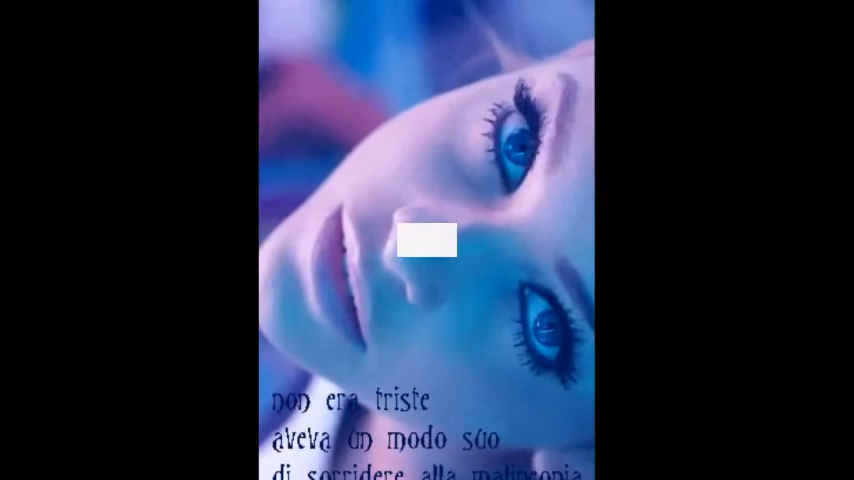 non era triste
aveva un modo suo
di sorridere alla malinconia